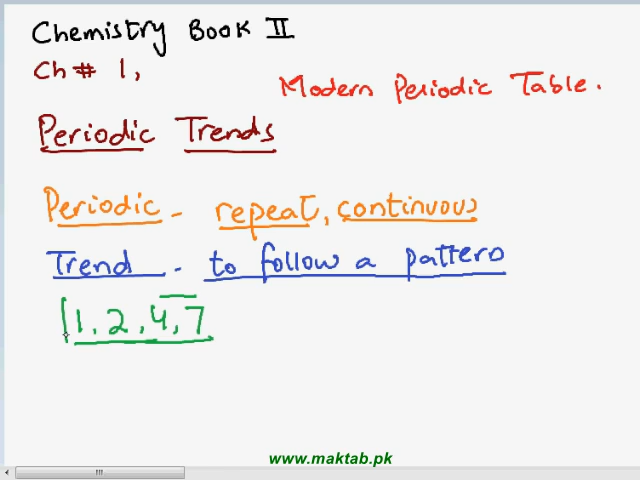 Chemistry Book II
Ch# 1,
Modern Periodic Table.
Periodic Trends
Periodic - repeat, continuous
Trend - to follow a pattern
1, 2, 4, 7
www.maktab.pk